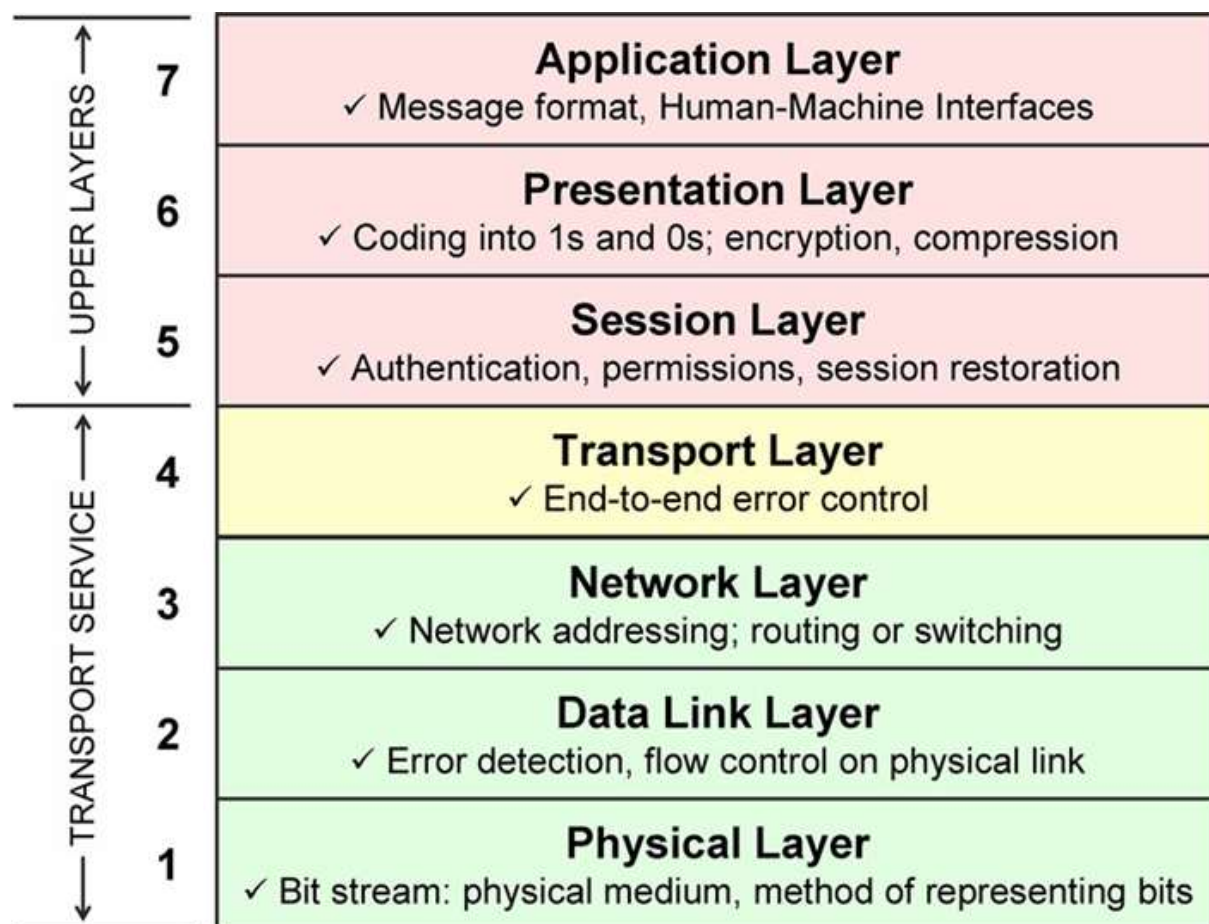 UPPER LAYERS
7
Application Layer
✓ Message format, Human-Machine Interfaces
6
Presentation Layer
✓ Coding into 1s and 0s; encryption, compression
5
Session Layer
✓ Authentication, permissions, session restoration
TRANSPORT SERVICE
4
Transport Layer
✓ End-to-end error control
3
Network Layer
✓ Network addressing; routing or switching
2
Data Link Layer
✓ Error detection, flow control on physical link
1
Physical Layer
✓ Bit stream: physical medium, method of representing bits